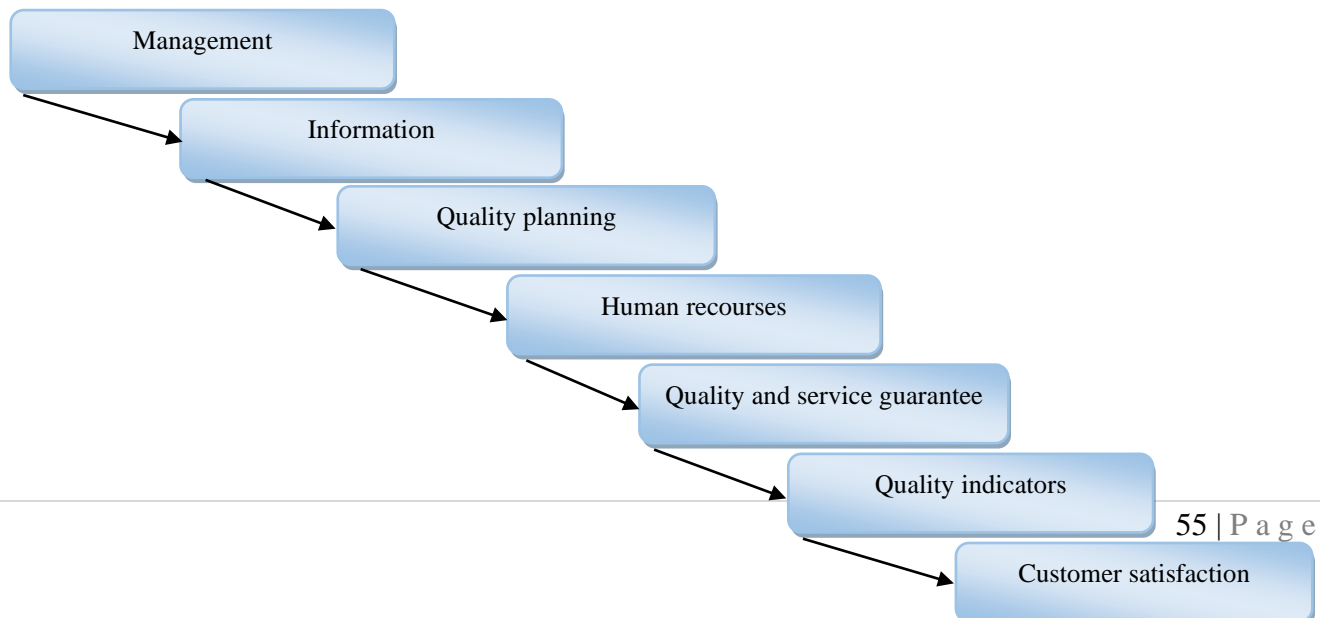 Management
Information
Quality planning
Human recourses
Quality and service guarantee
Quality indicators
55 | P a g e
Customer satisfaction